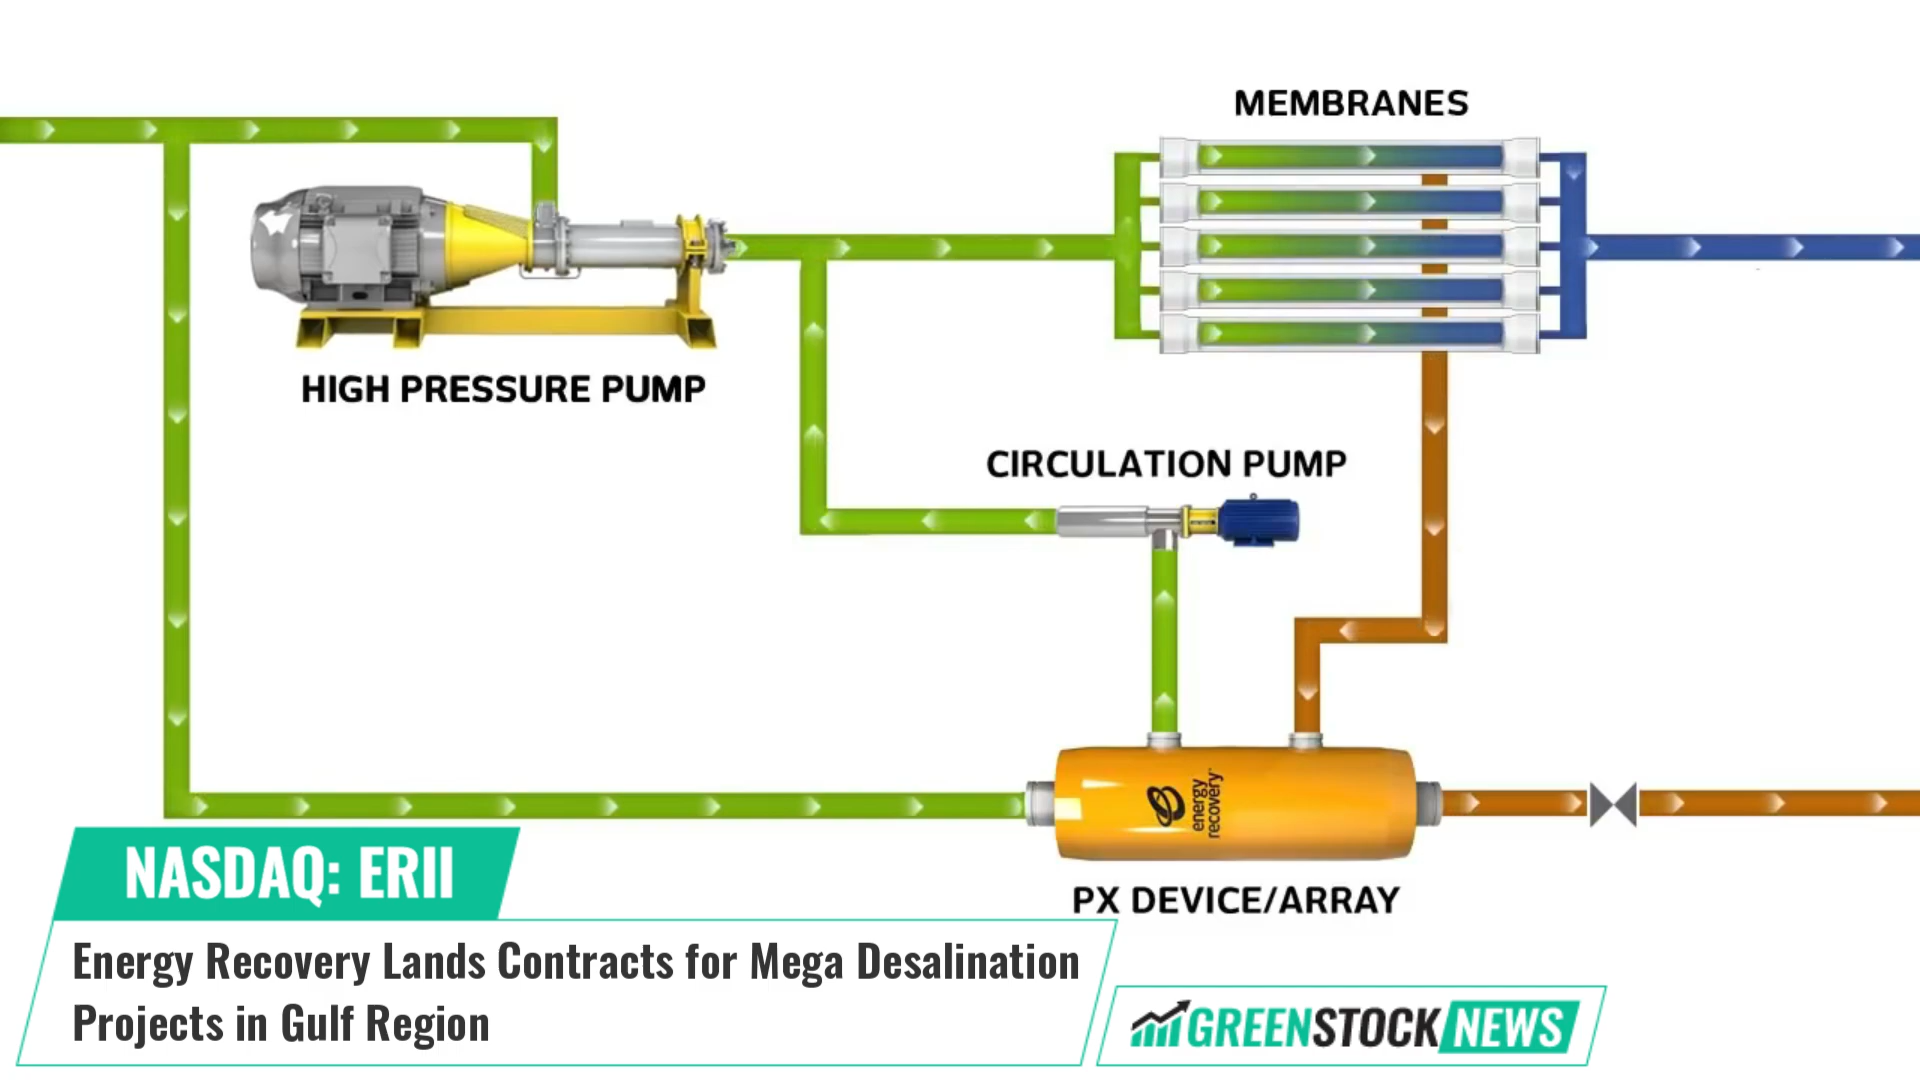 MEMBRANES
HIGH PRESSURE PUMP
CIRCULATION PUMP
energy
recovery™
PX DEVICE/ARRAY
NASDAQ: ERII
Energy Recovery Lands Contracts for Mega Desalination
Projects in Gulf Region
GREENSTOCK NEWS